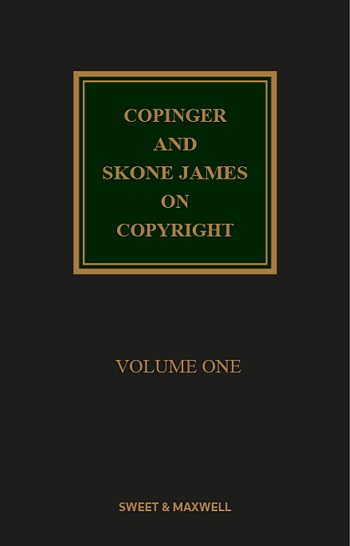 COPINGER
AND
SKONE JAMES
ON
COPYRIGHT
VOLUME ONE
SWEET & MAXWELL